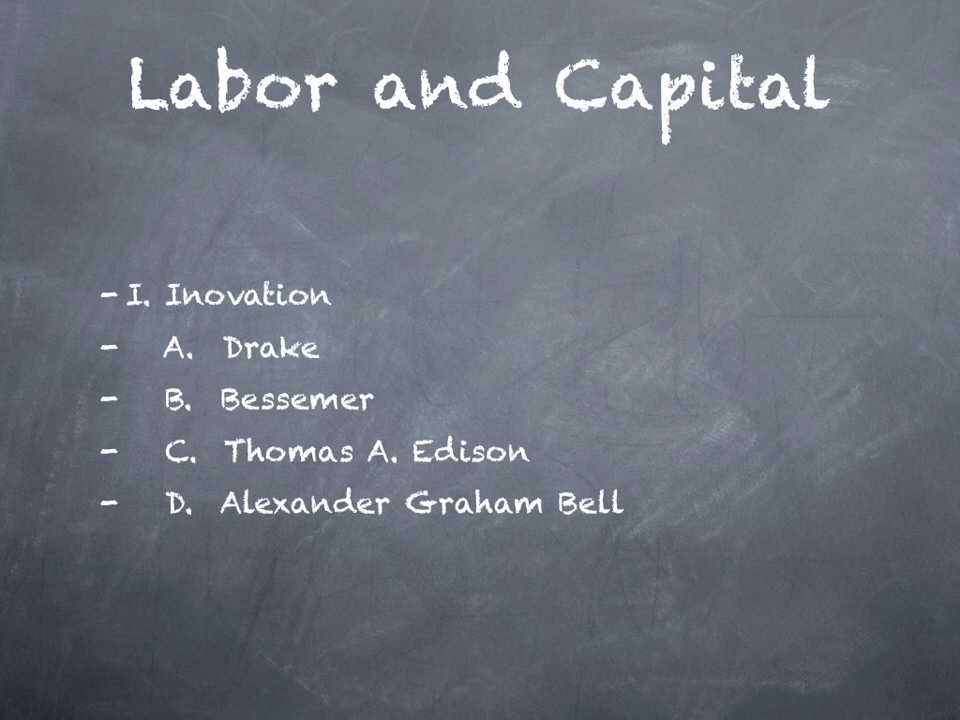 Labor and Capital
- I. Inovation
- A. Drake
- B. Bessemer
- C. Thomas A. Edison
- D. Alexander Graham Bell